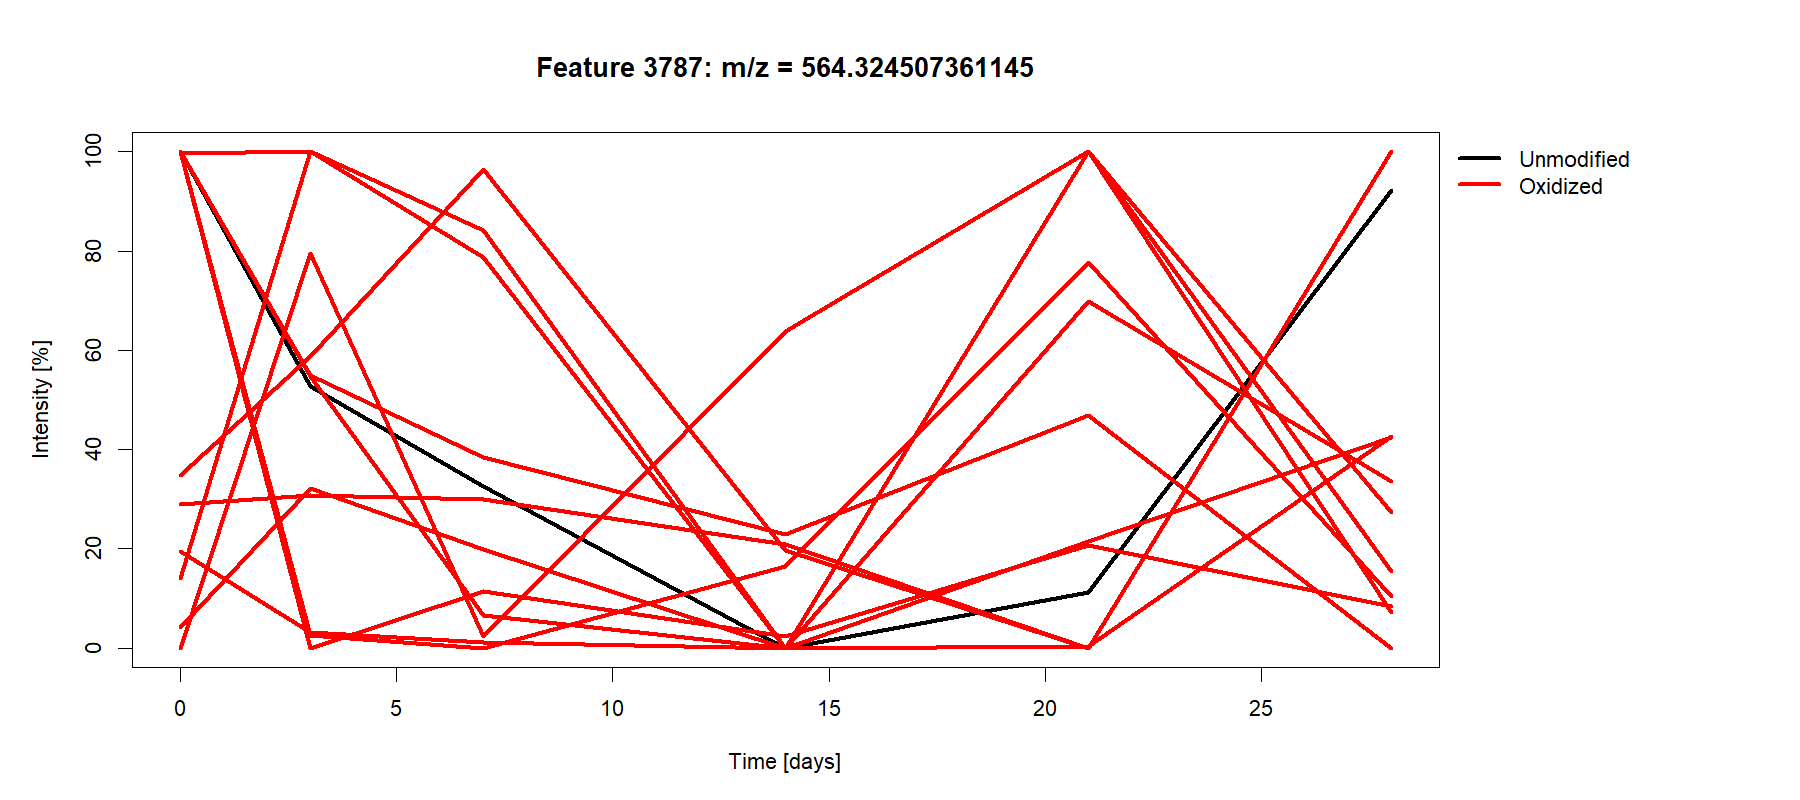 Feature 3787: m/z = 564.324507361145
Unmodified
Oxidized
Intensity [%]
100
80
60
40
20
0
0 5 10 15 20 25
Time [days]